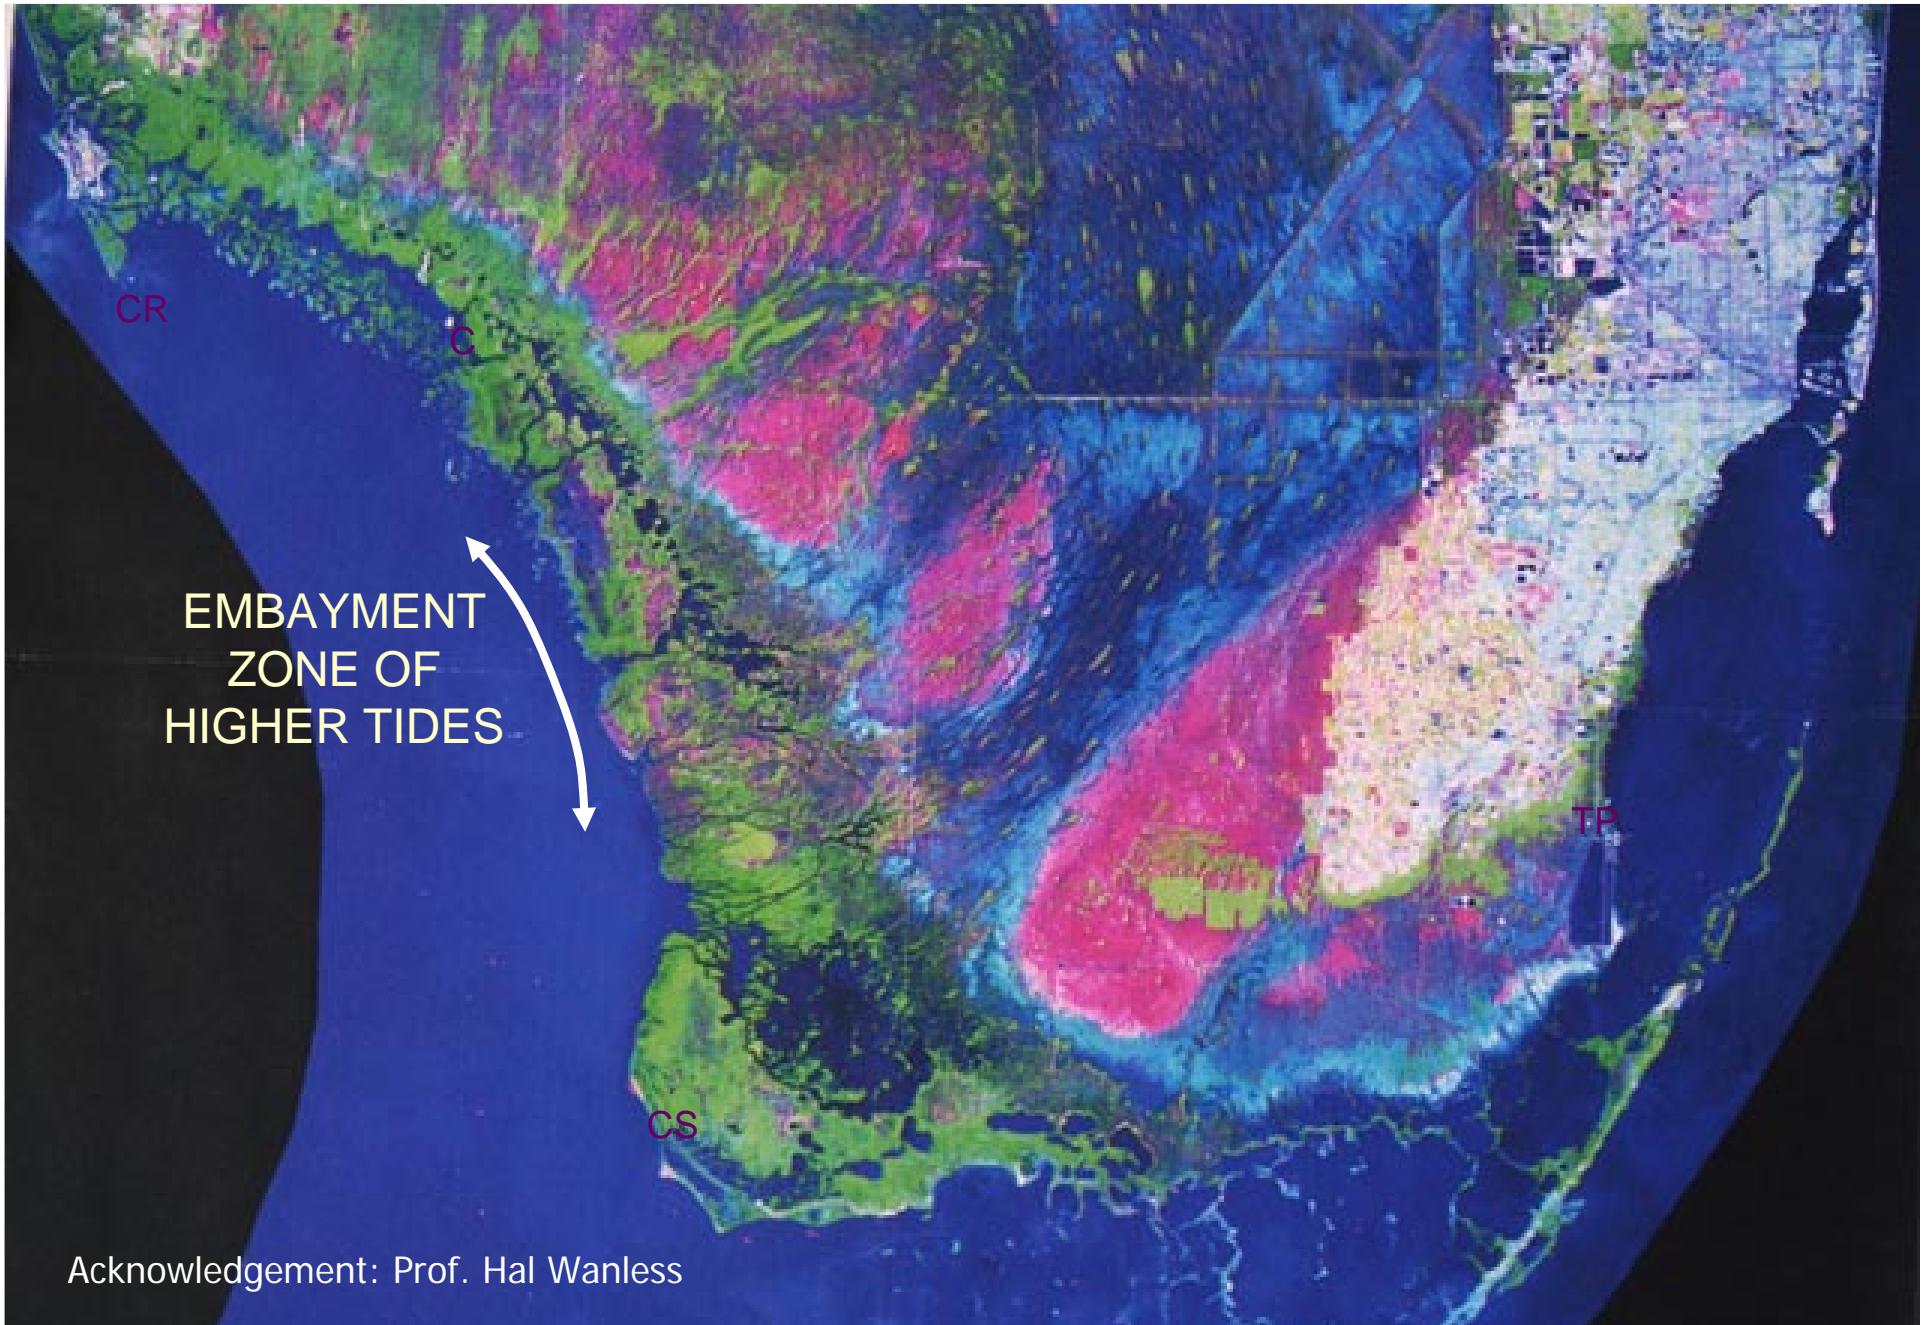 CR
C
EMBAYMENT
ZONE OF
HIGHER TIDES
TP
CS
Acknowledgement: Prof. Hal Wanless